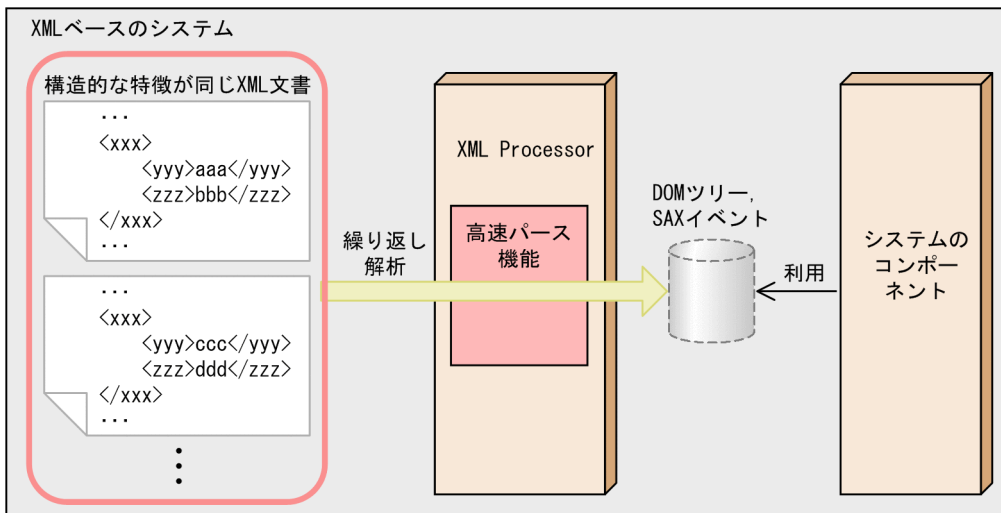 XMLベースのシステム
構造的な特徴が同じXML文書
...
<xxx>
<yyy>aaa</yyy>
<zzz>bbb</zzz>
</xxx>
...
...
<xxx>
<yyy>ccc</yyy>
<zzz>ddd</zzz>
</xxx>
...
繰り返し
解析
XML Processor
高速パース
機能
DOMツリー,
SAXイベント
利用
システムの
コンポー
ネント